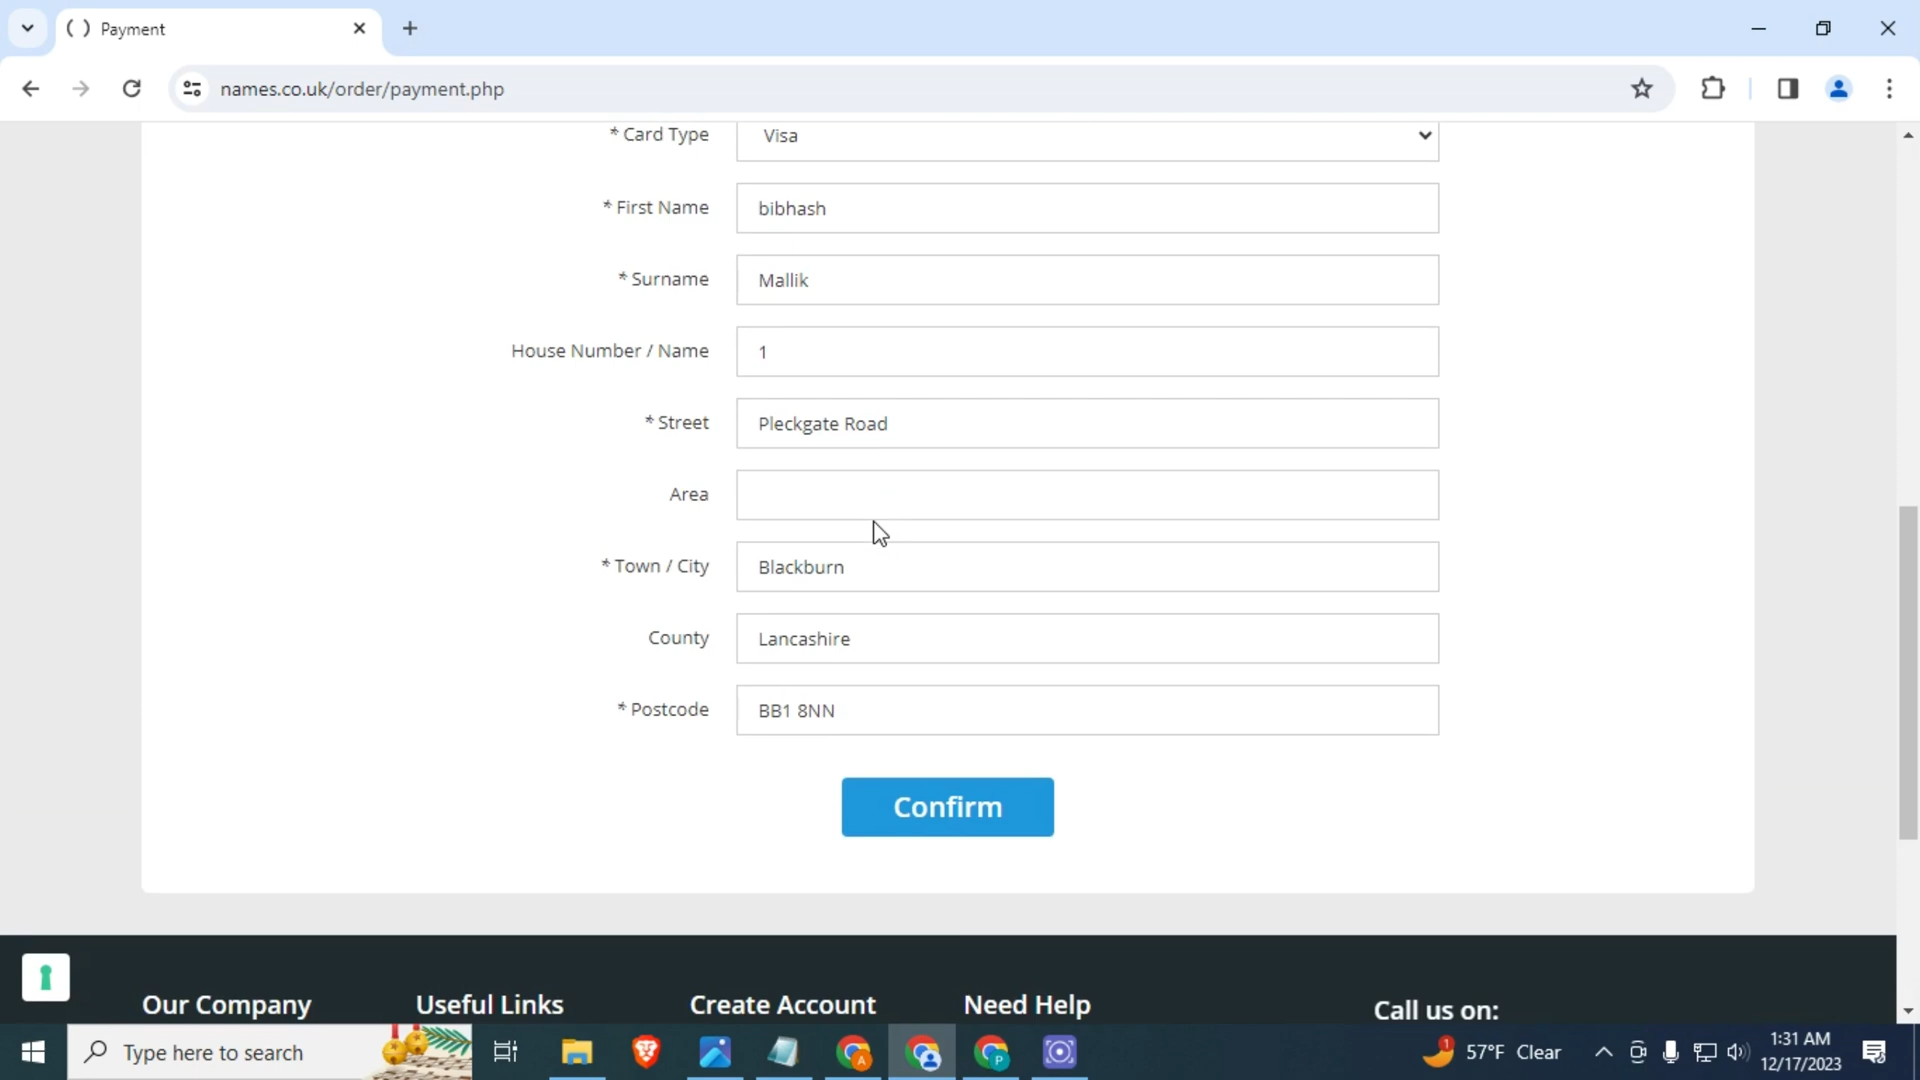 Payment
names.co.uk/order/payment.php
* Card Type Visa
* First Name bibhash
* Surname Mallik
House Number / Name 1
* Street Pleckgate Road
Area
* Town / City Blackburn
County Lancashire
* Postcode BB1 8NN
Confirm
Our Company Useful Links Create Account Need Help Call us on:
Type here to search A P 1 57°F Clear 1:31 AM
12/17/2023